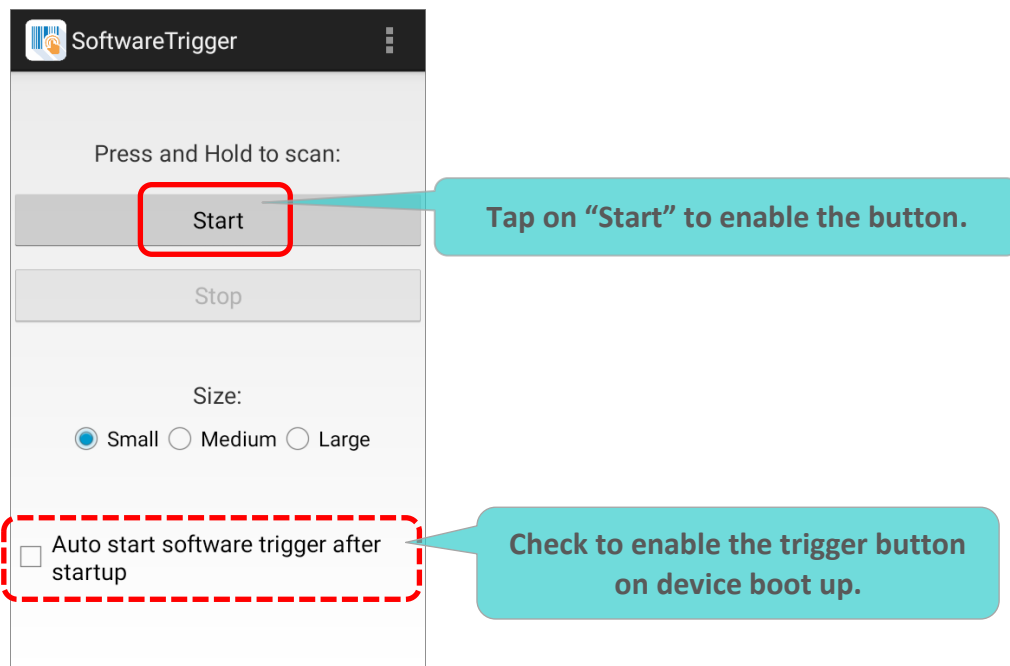 SoftwareTrigger
Press and Hold to scan:
Start
Tap on “Start” to enable the button.
Stop
Size:
Small Medium Large
Auto start software trigger after
startup
Check to enable the trigger button
on device boot up.